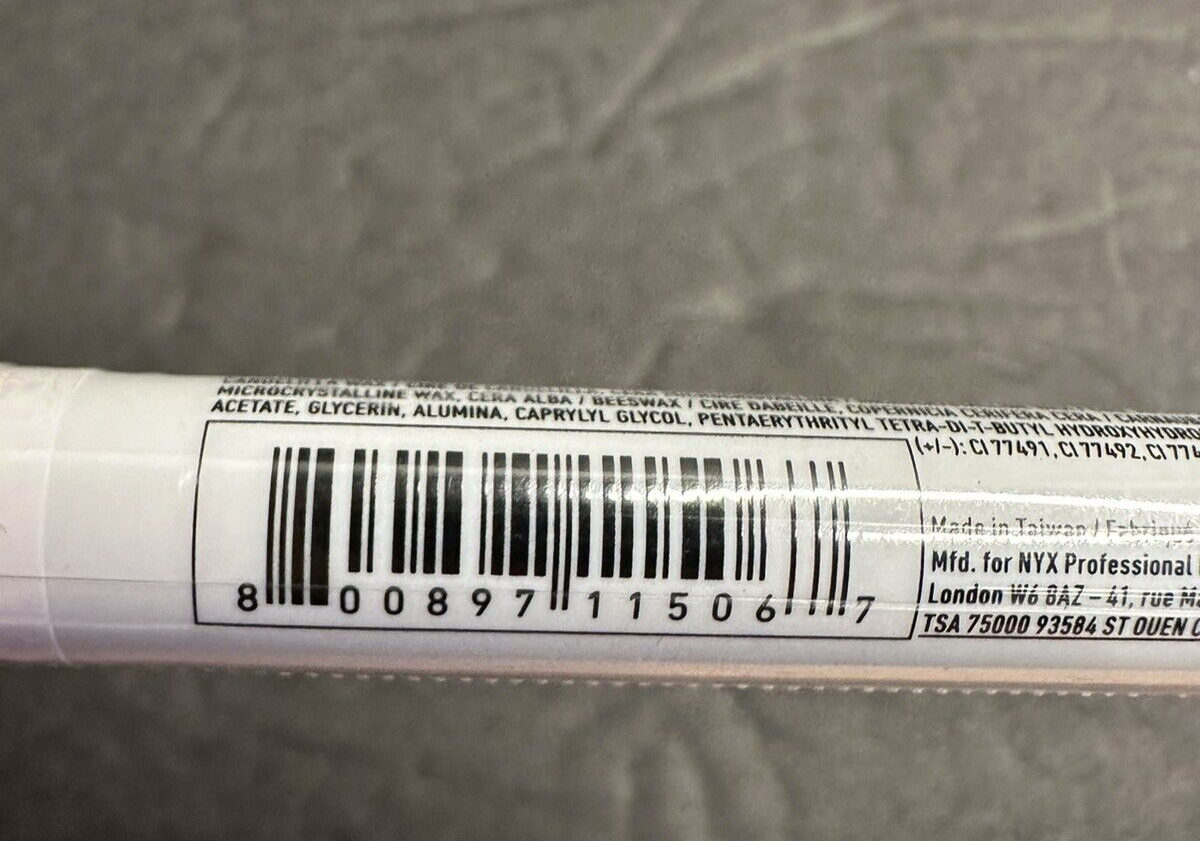 MICROCRYSTALLINE WAX, CERA ALBA / BEESWAX / CIRE DABEILLE, COPERNICIA CERIFERA CERA /
ACETATE, GLYCERIN, ALUMINA, CAPRYLYL GLYCOL, PENTAERYTHRITYL TETRA-DI-T-BUTYL
(+/-): CI 77491, CI 77492, CI
Made in Taiwan /
Mfd. for NYX Professional
London W6 8AZ – 41, rue
TSA 75000 93584 ST OUEN
8 00897 11506 7